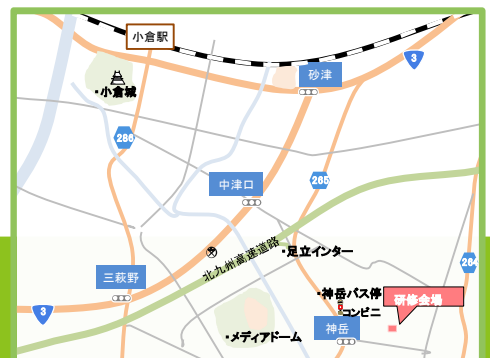 小倉駅
3
砂津
・小倉城
286
中津口
265
北九州高速道路
・足立インター
三萩野
264
・神岳バス停
研修会場
コンビニ
3
神岳
・メディアドーム